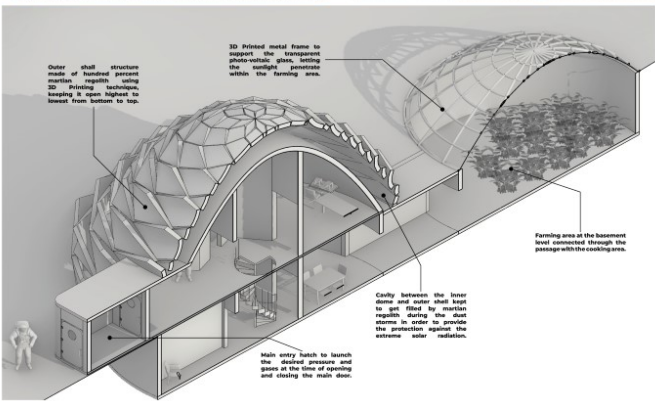 3D Printed metal frame to
support the transparent
photo-voltaic glass, letting
the sunlight penetrate
within the farming area.
Outer shall structure
made of hundred percent
martian regolith using
3D Printing technique,
keeping it open highest to
lowest from bottom to top.
Farming area at the basement
level connected through the
passage with the cooking area.
Cavity between the inner
dome and outer shell kept
to get filled by martian
regolith during the dust
storms in order to provide
the protection against the
extreme solar radiation.
Main entry hatch to launch
the desired pressure and
gases at the time of opening
and closing the main door.